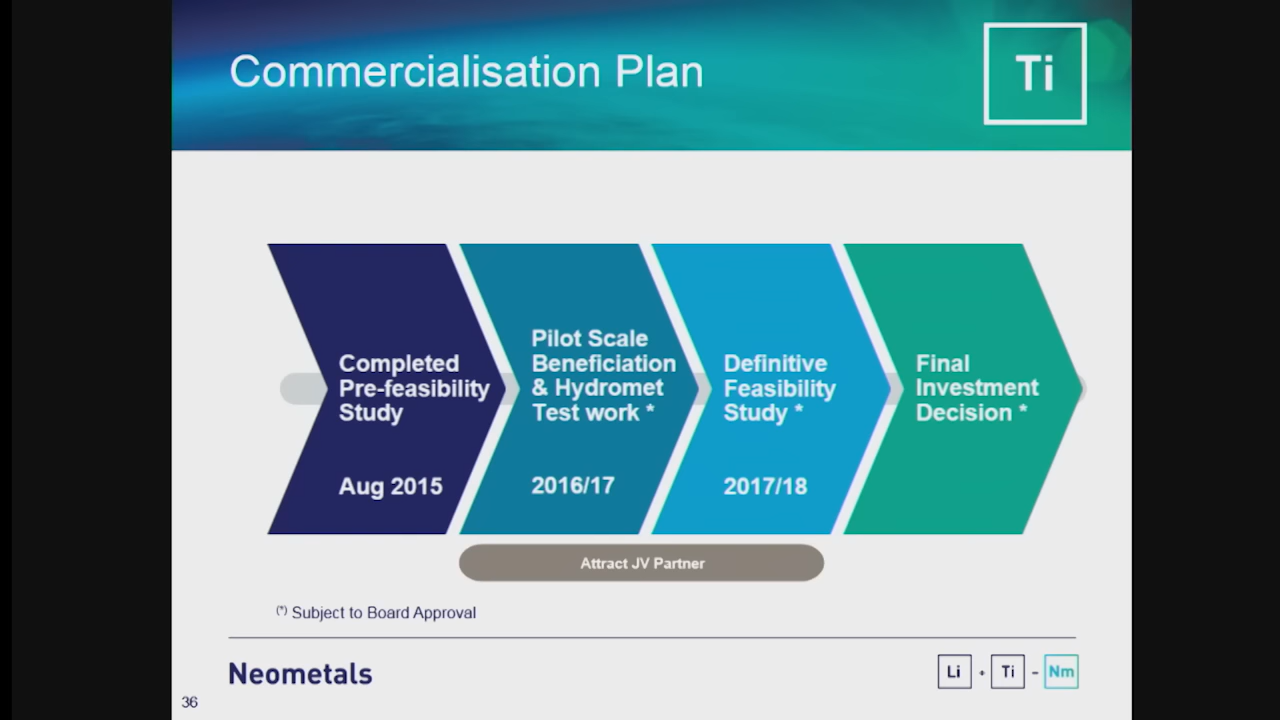 Commercialisation Plan
Ti
Completed
Pre-feasibility
Study
Aug 2015
Pilot Scale
Beneficiation
& Hydromet
Test work *
2016/17
Definitive
Feasibility
Study *
2017/18
Final
Investment
Decision *
Attract JV Partner
(*) Subject to Board Approval
Neometals
Li + Ti = Nm
36